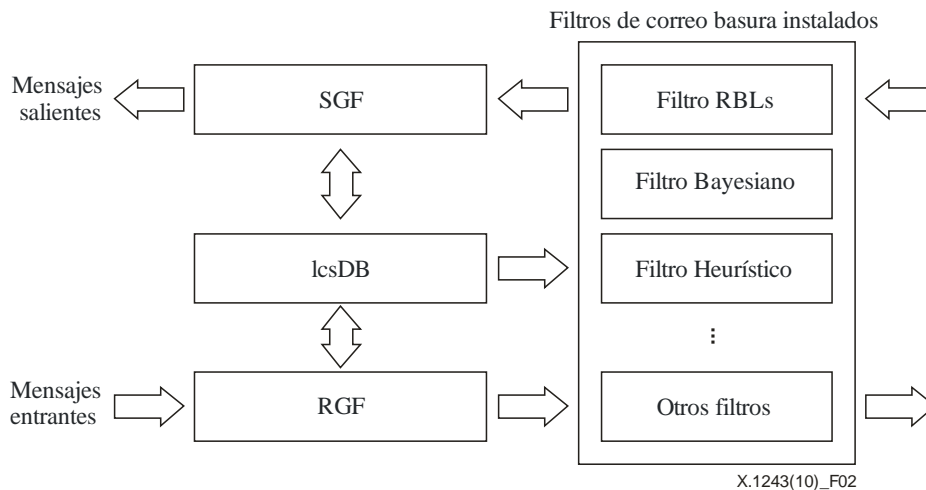 Filtros de correo basura instalados
Mensajes
salientes
SGF
Filtro RBLs
Filtro Bayesiano
lcsDB
Filtro Heurístico
...
Mensajes
entrantes
RGF
Otros filtros
X.1243(10)_F02